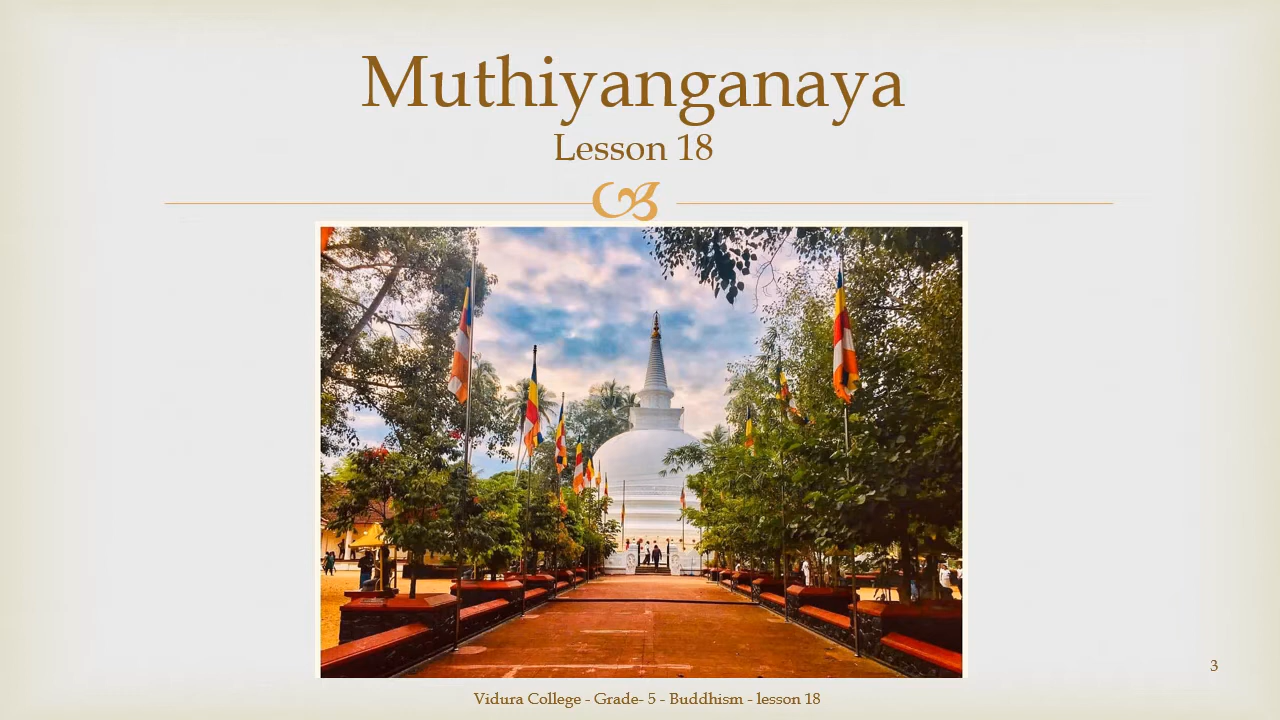 Muthiyanganaya
Lesson 18
3
Vidura College - Grade- 5 - Buddhism - lesson 18